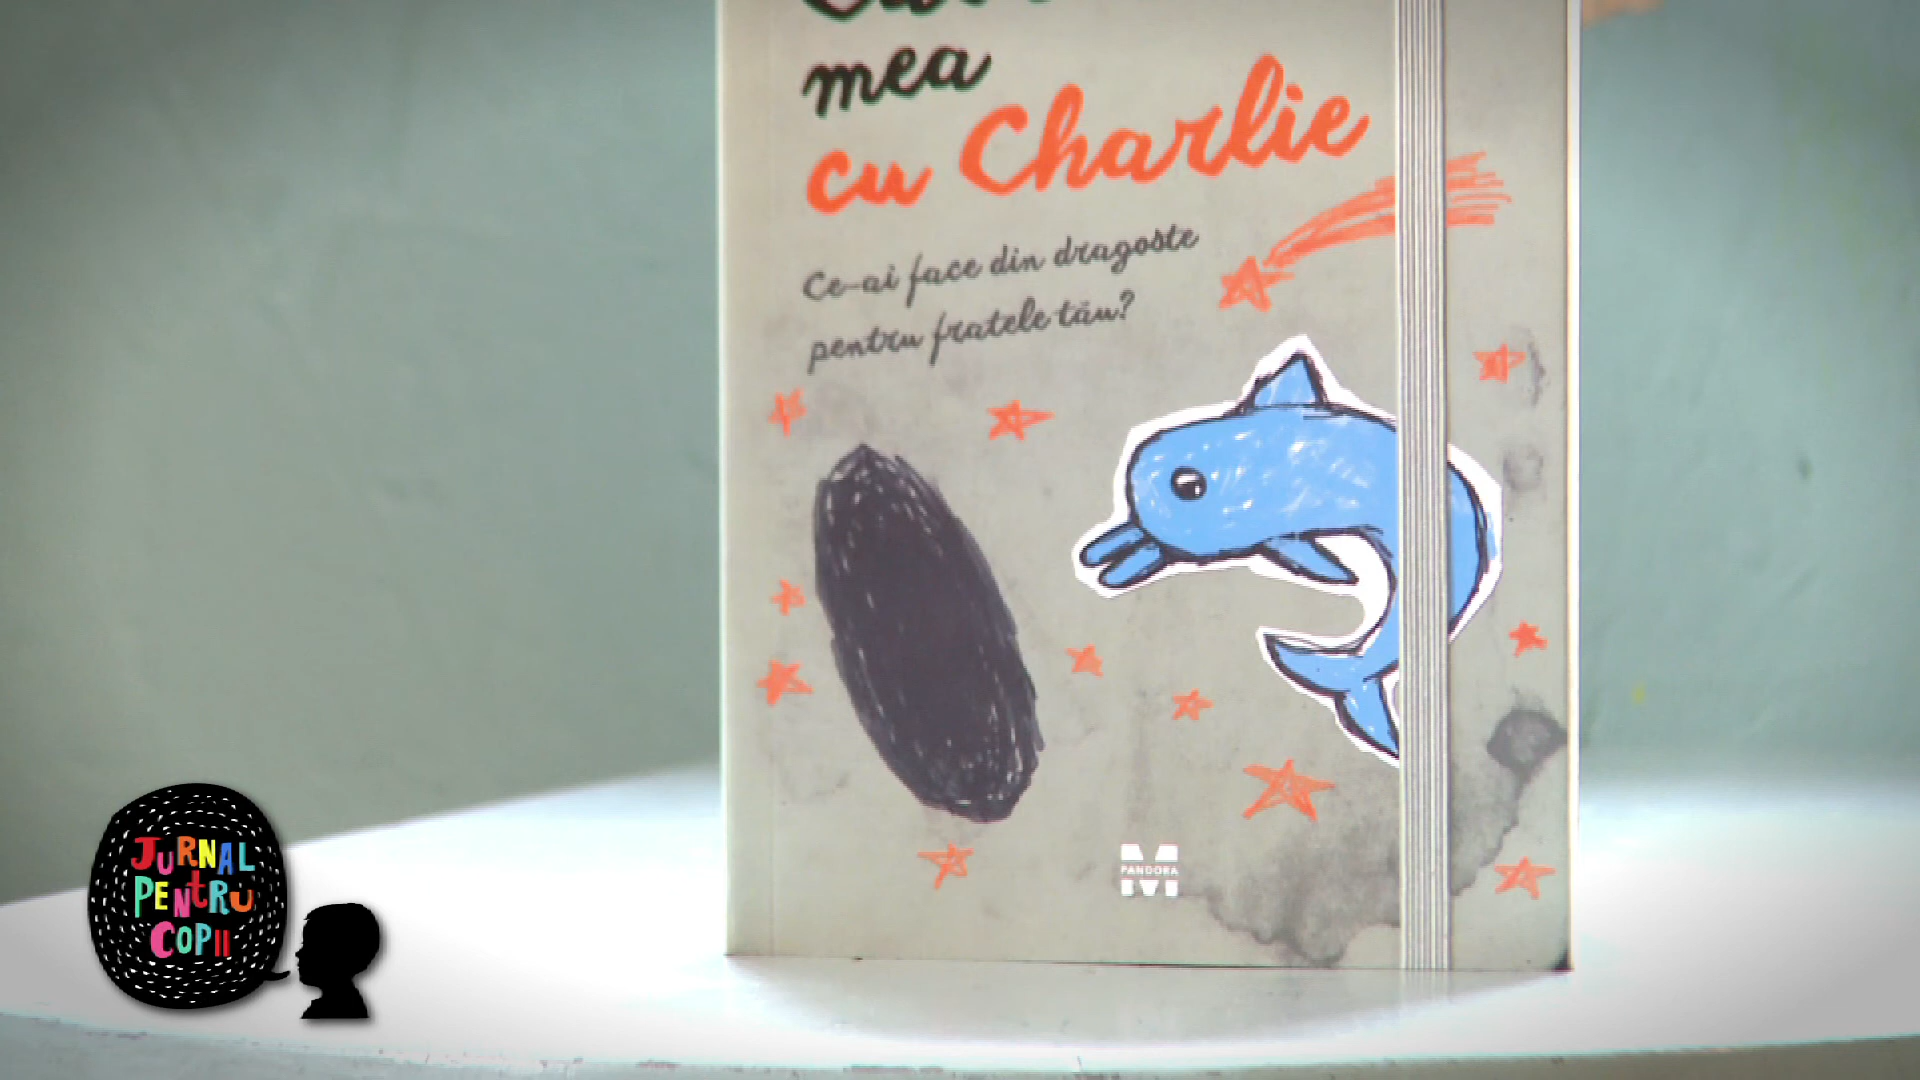 mea
cu Charlie
Ce-ai face din dragoste
pentru fratele tău?
PANDORA
M
JURNAL
PENTRU
COPII